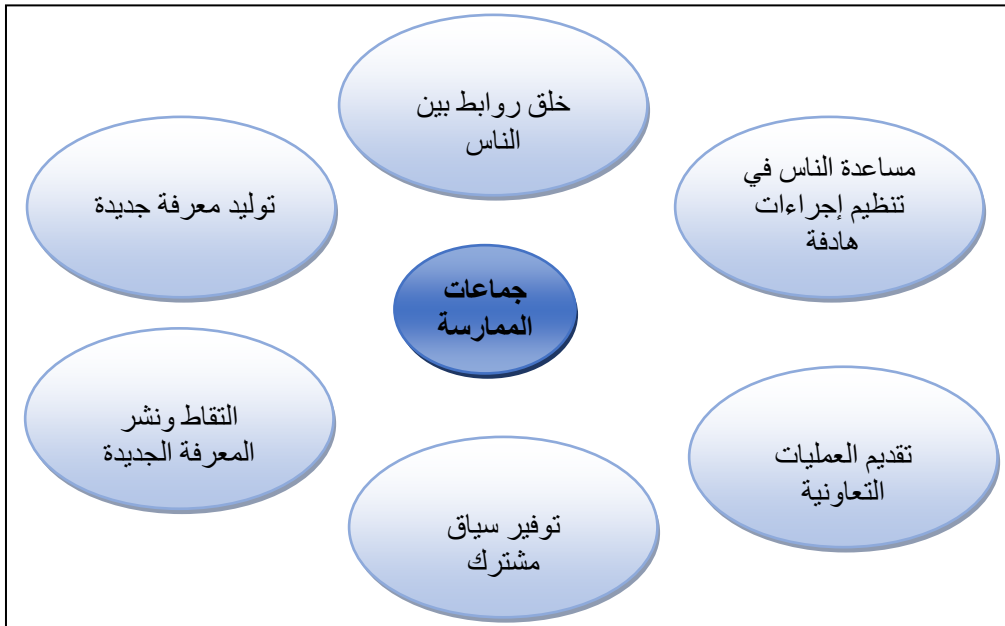 خلق روابط بين
الناس
مساعدة الناس في
تنظيم إجراءات
هادفة
توليد معرفة جديدة
جماعات
الممارسة
التقاط ونشر
المعرفة الجديدة
تقديم العمليات
التعاونية
توفير سياق
مشترك